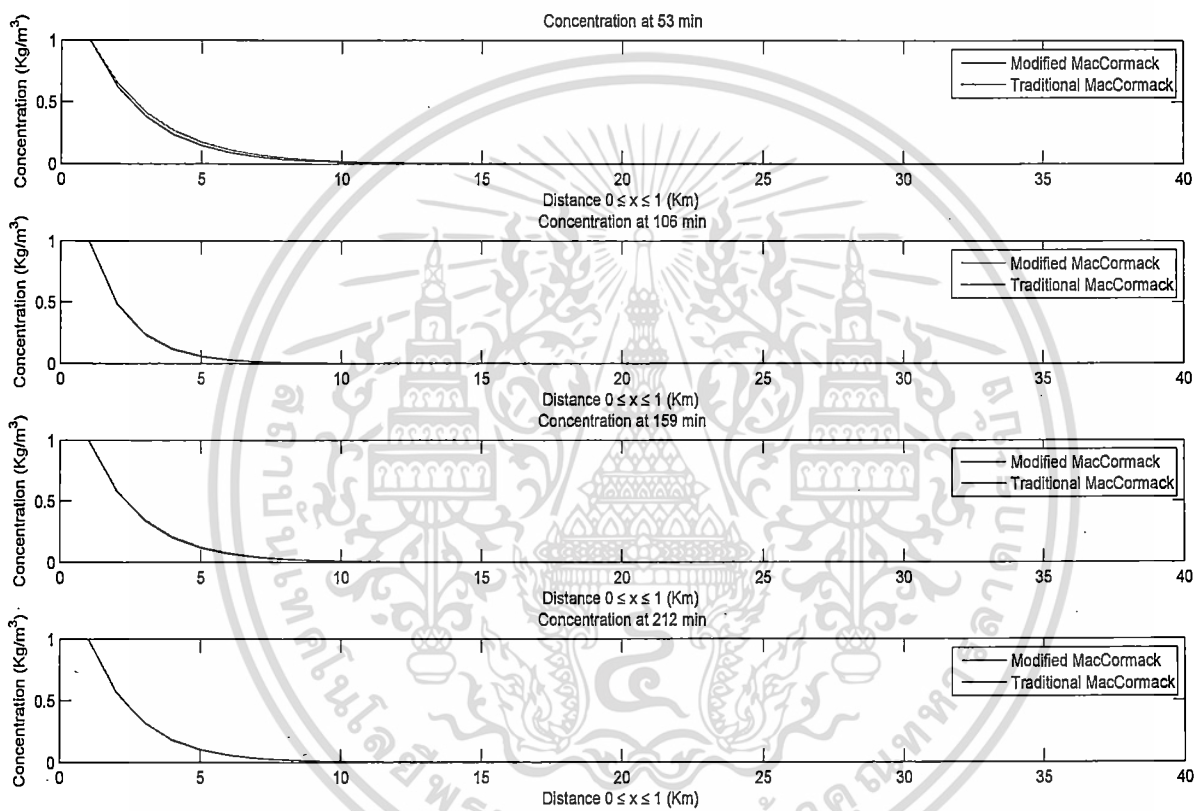 Concentration at 53 min
Concentration (Kg/m³)
1
0.5
0
Modified MacCormack
Traditional MacCormack
0 5 10 15 20 25 30 35 40
Distance 0 ≤ x ≤ 1 (Km)
Concentration at 106 min
Concentration (Kg/m³)
1
0.5
0
Modified MacCormack
Traditional MacCormack
0 5 10 15 20 25 30 35 40
Distance 0 ≤ x ≤ 1 (Km)
Concentration at 159 min
Concentration (Kg/m³)
1
0.5
0
Modified MacCormack
Traditional MacCormack
0 5 10 15 20 25 30 35 40
Distance 0 ≤ x ≤ 1 (Km)
Concentration at 212 min
Concentration (Kg/m³)
1
0.5
0
Modified MacCormack
Traditional MacCormack
0 5 10 15 20 25 30 35 40
Distance 0 ≤ x ≤ 1 (Km)